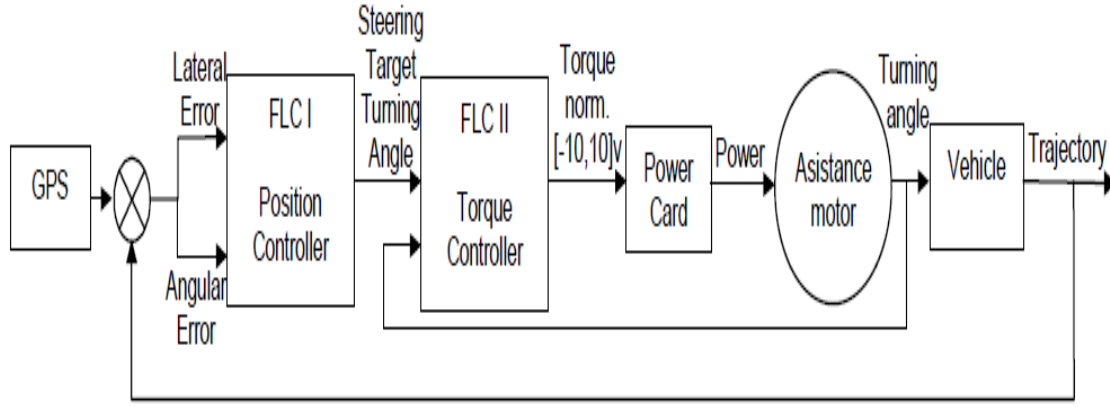 GPS
Lateral
Error
Angular
Error
FLC I
Position
Controller
Steering
Target
Turning
Angle
FLC II
Torque
Controller
Torque
norm.
[-10,10]v
Power
Card
Power
Asistance
motor
Turning
angle
Vehicle
Trajectory